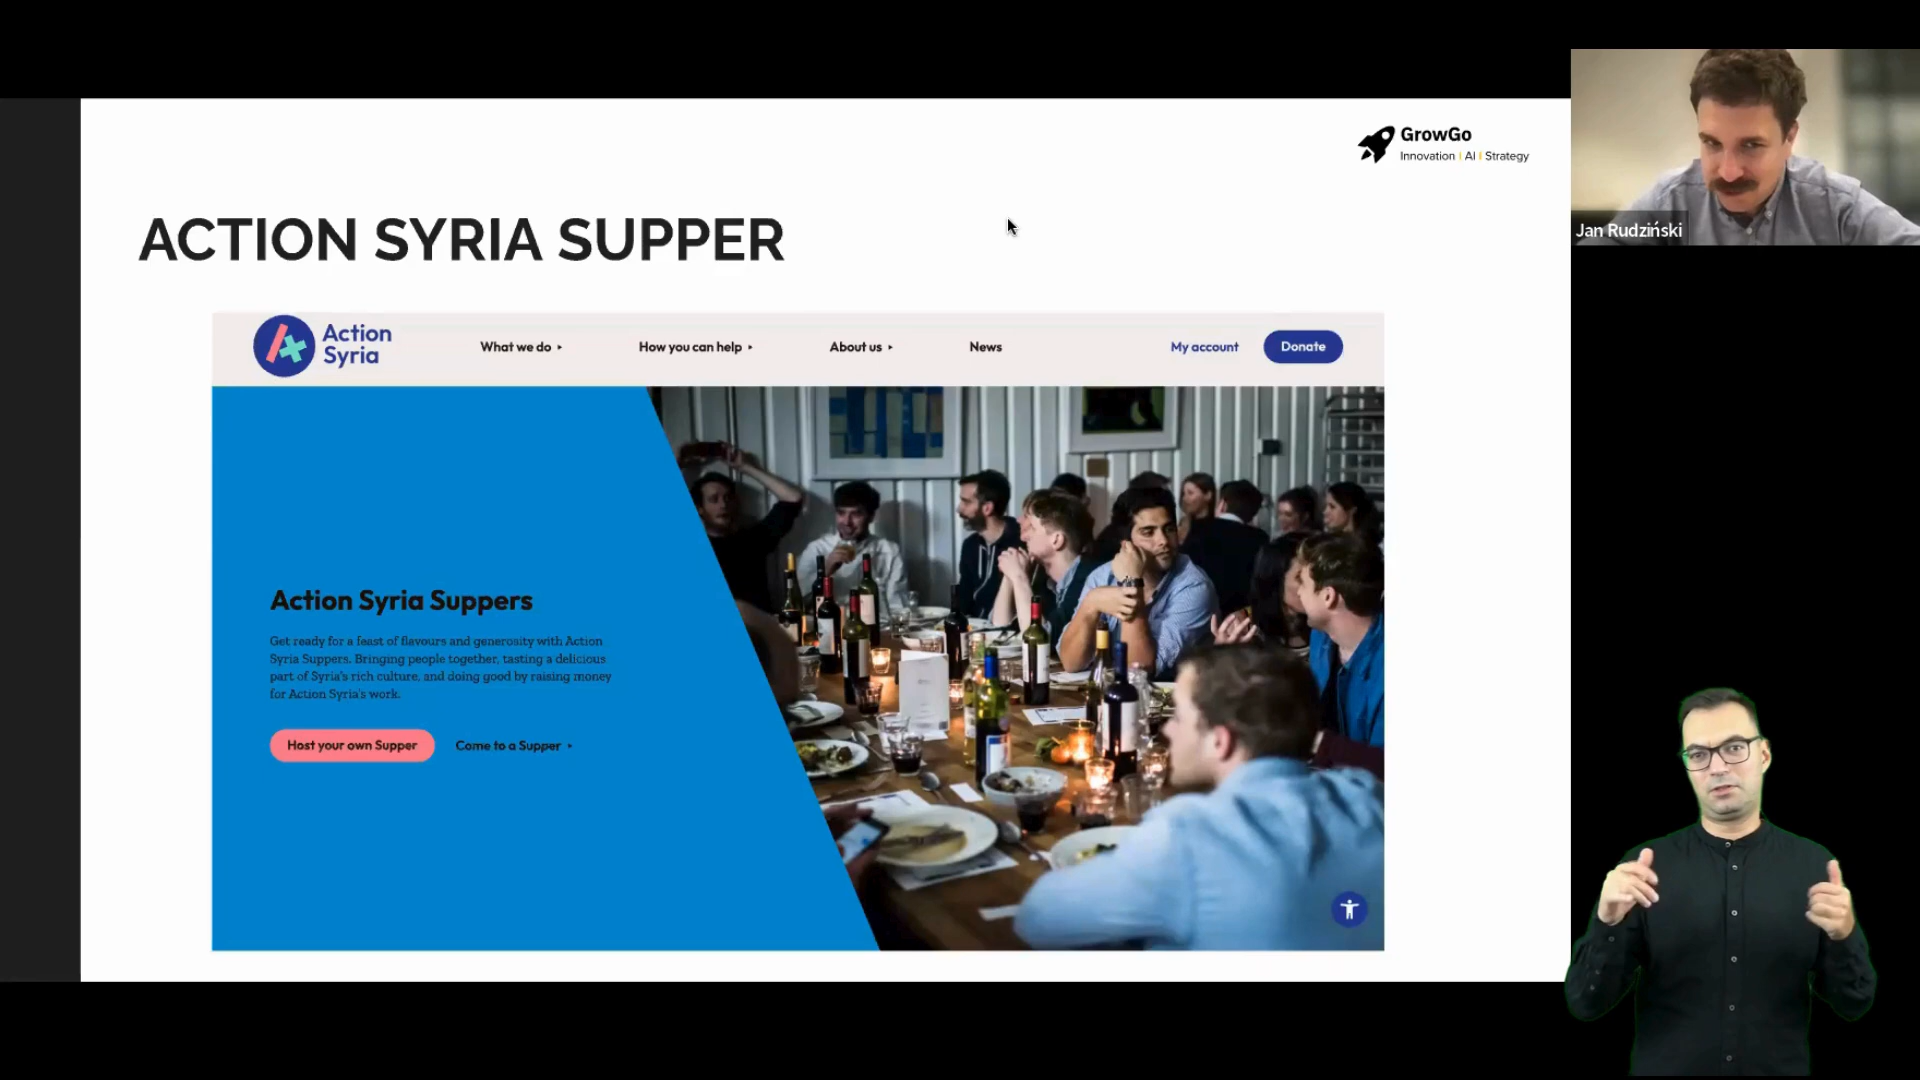 GrowGo
Innovation | AI | Strategy
Jan Rudziński
ACTION SYRIA SUPPER
Action
Syria
What we do
How you can help
About us
News
My account
Donate
Action Syria Suppers
Get ready for a feast of flavours and generosity with Action
Syria Suppers. Bringing people together, tasting a delicious
part of Syria's rich culture, and doing good by raising money
for Action Syria's work.
Host your own Supper
Come to a Supper